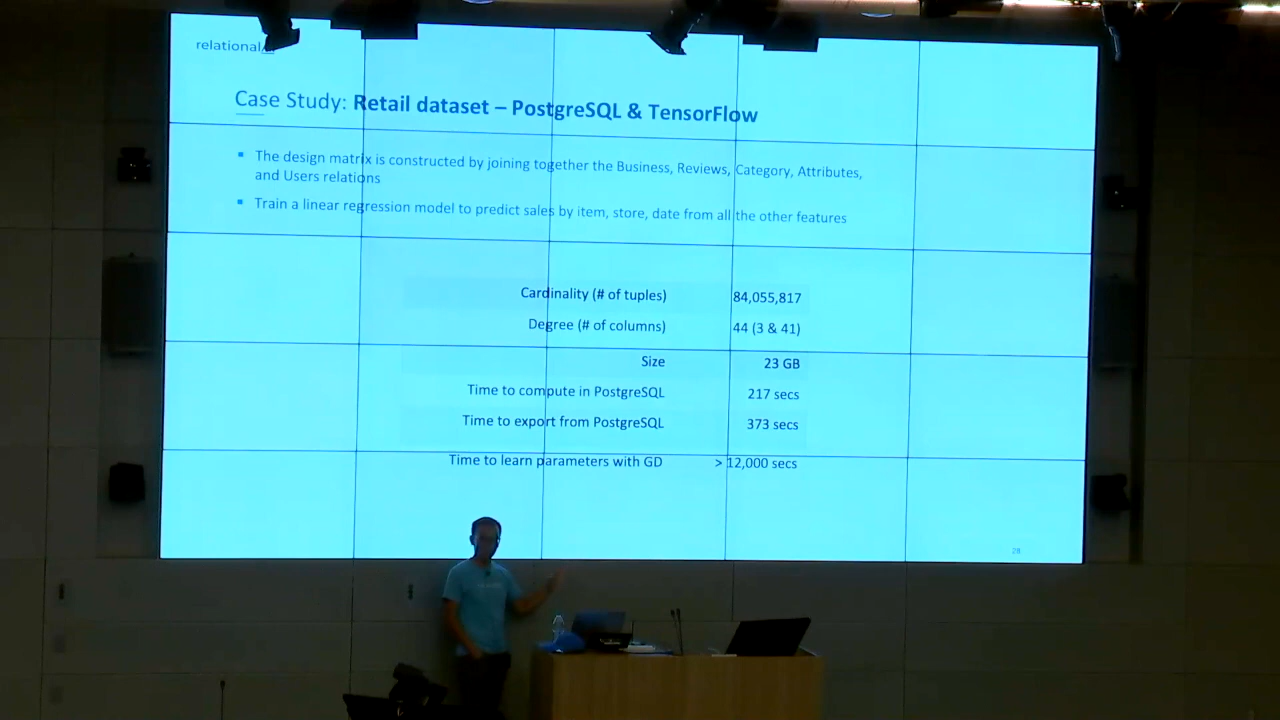 relationalAI
Case Study: Retail dataset – PostgreSQL & TensorFlow
▪ The design matrix is constructed by joining together the Business, Reviews, Category, Attributes,
and Users relations
▪ Train a linear regression model to predict sales by item, store, date from all the other features
Cardinality (# of tuples) 84,055,817
Degree (# of columns) 44 (3 & 41)
Size 23 GB
Time to compute in PostgreSQL 217 secs
Time to export from PostgreSQL 373 secs
Time to learn parameters with GD > 12,000 secs
28